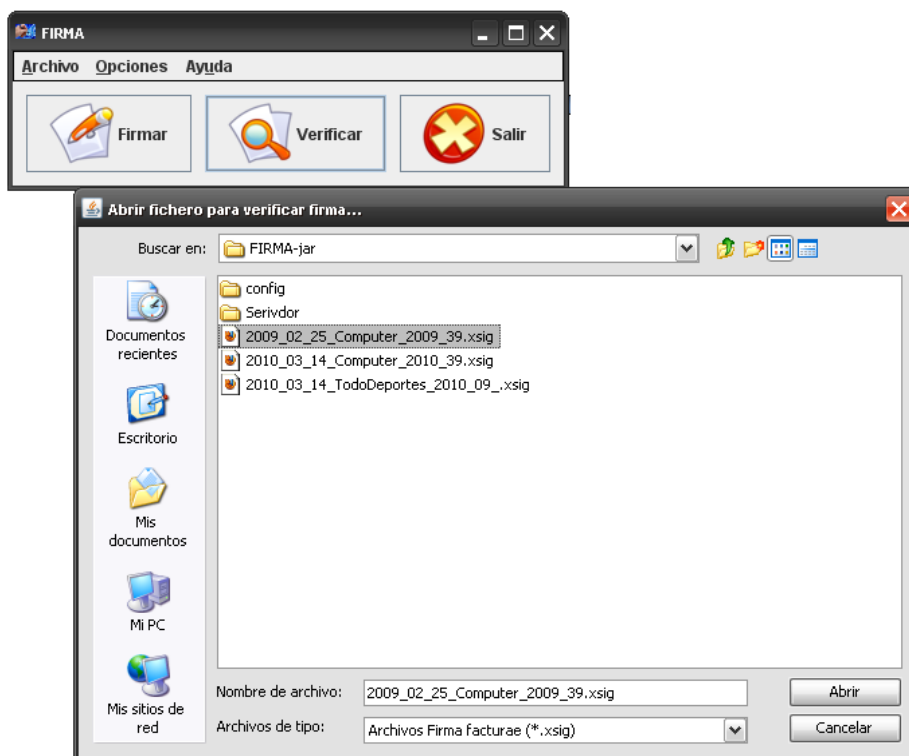 FIRMA
Archivo Opciones Ayuda
Firmar Verificar Salir
Abrir fichero para verificar firma...
Buscar en: FIRMA-jar
config
Serivdor
2009_02_25_Computer_2009_39.xsig
2010_03_14_Computer_2010_39.xsig
2010_03_14_TodoDeportes_2010_09_.xsig
Documentos
recientes
Escritorio
Mis
documentos
Mi PC
Mis sitios de
red
Nombre de archivo: 2009_02_25_Computer_2009_39.xsig Abrir
Archivos de tipo: Archivos Firma facturae (*.xsig) Cancelar